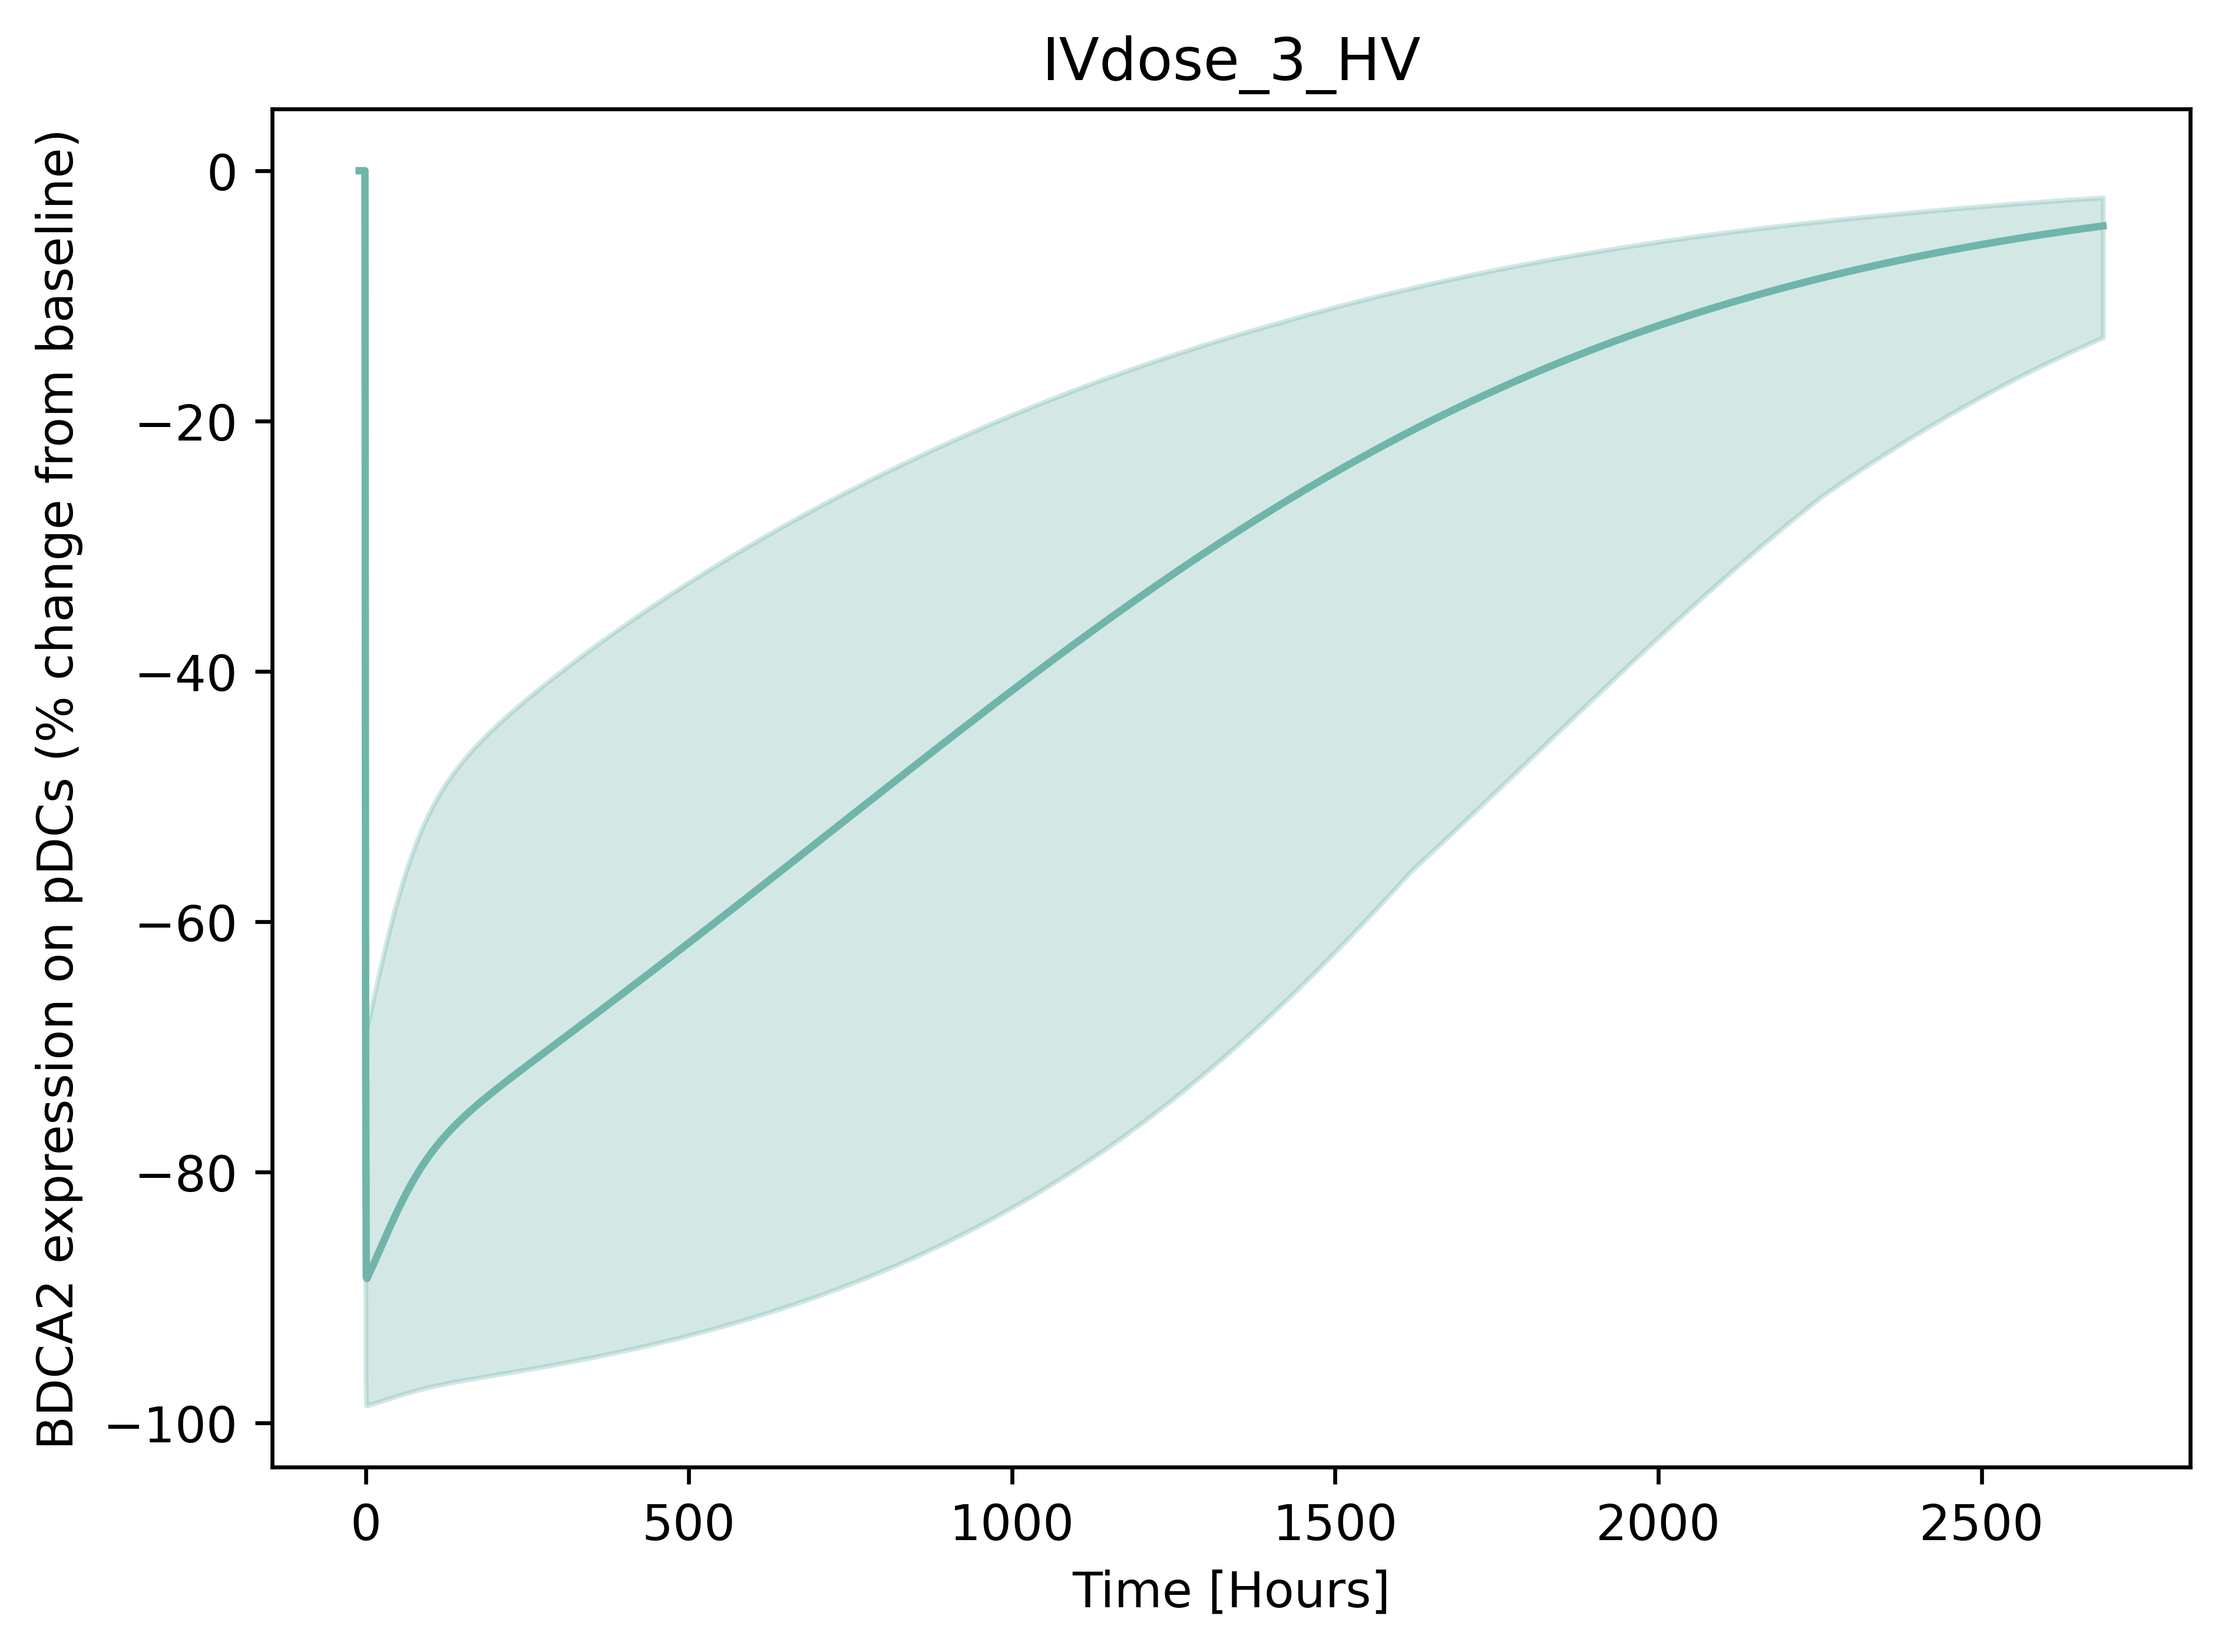 IVdose_3_HV
BDCA2 expression on pDCs (% change from baseline)
0
−20
−40
−60
−80
−100
0 500 1000 1500 2000 2500
Time [Hours]